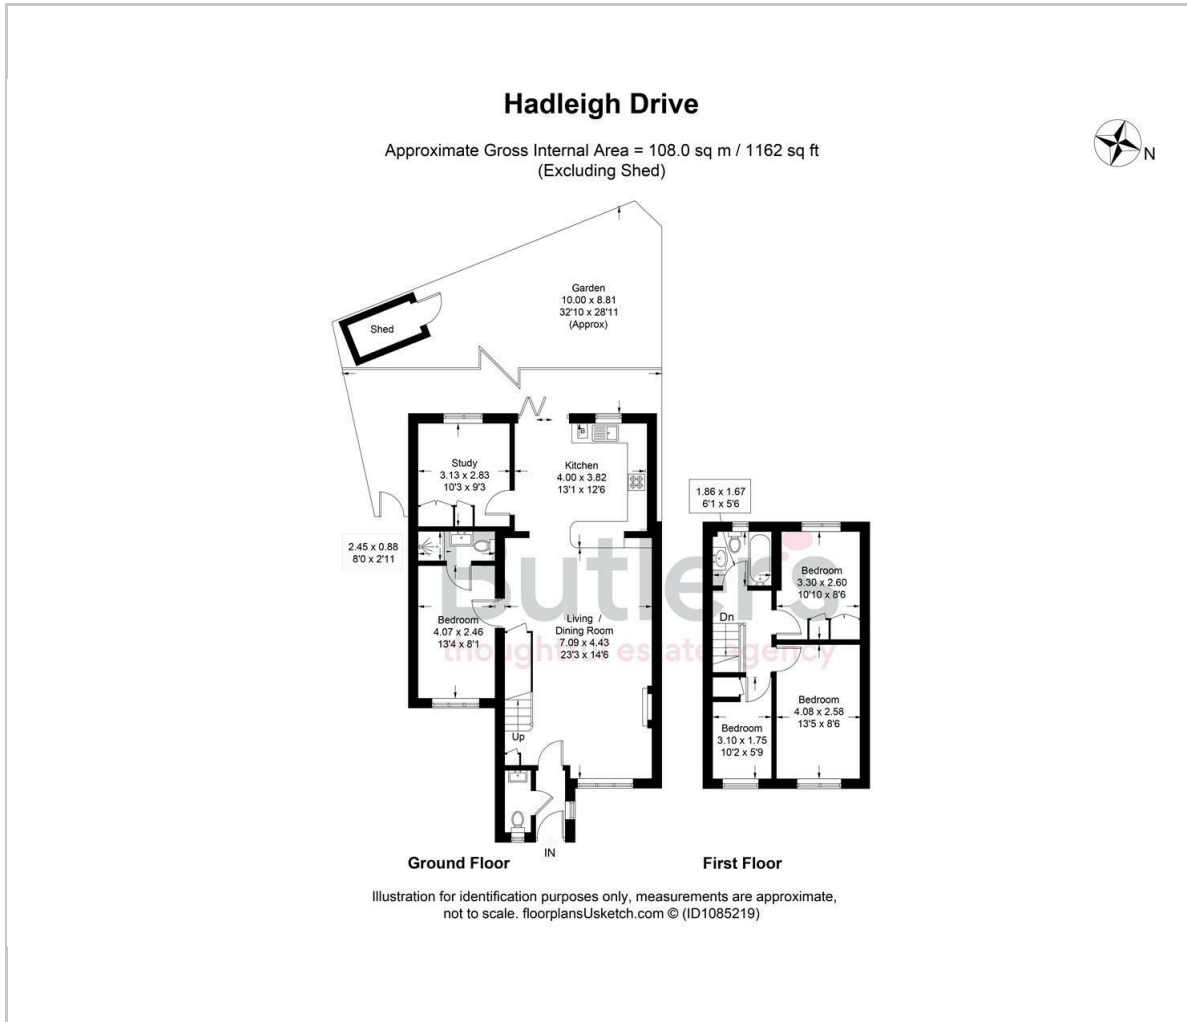 Hadleigh Drive
Approximate Gross Internal Area = 108.0 sq m / 1162 sq ft
(Excluding Shed)
N
Garden
10.00 x 8.81
32'10 x 28'11
(Approx)
Shed
Study
3.13 x 2.83
10'3 x 9'3
B
Kitchen
4.00 x 3.82
13'1 x 12'6
2.45 x 0.88
8'0 x 2'11
Bedroom
4.07 x 2.46
13'4 x 8'1
Living /
Dining Room
7.09 x 4.43
23'3 x 14'6
Up
IN
Ground Floor
1.86 x 1.67
6'1 x 5'6
Bedroom
3.30 x 2.60
10'10 x 8'6
Dn
Bedroom
4.08 x 2.58
13'5 x 8'6
Bedroom
3.10 x 1.75
10'2 x 5'9
First Floor
Butlers
thoughtful estate agency
Illustration for identification purposes only, measurements are approximate,
not to scale. floorplansUsketch.com © (ID1085219)